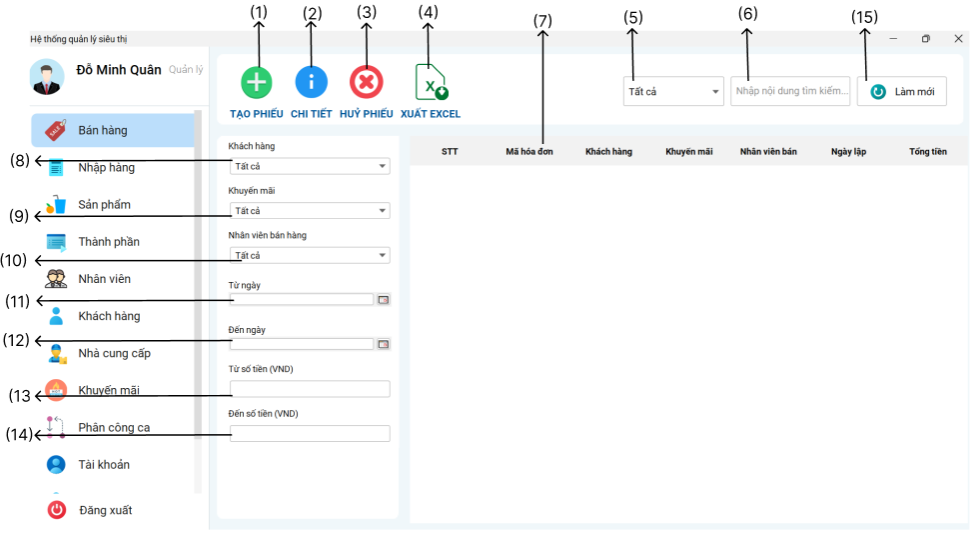 (1) (2) (3) (4) (7) (5) (6) (15)
Hệ thống quản lý siêu thị
Đỗ Minh Quân Quản lý
TẠO PHIẾU CHI TIẾT HUỶ PHIẾU XUẤT EXCEL
Tất cả
Nhập nội dung tìm kiếm...
Làm mới
SALE
Bán hàng
(8)
Nhập hàng
Sản phẩm
(9)
Thành phần
(10)
Nhân viên
(11)
Khách hàng
(12)
Nhà cung cấp
Khuyến mãi
(13
Phân công ca
(14)
Tài khoản
Đăng xuất
Khách hàng
Tất cả
Khuyến mãi
Tất cả
Nhân viên bán hàng
Tất cả
Từ ngày
Đến ngày
Từ số tiền (VND)
Đến số tiền (VND)
STT Mã hóa đơn Khách hàng Khuyến mãi Nhân viên bán Ngày lập Tổng tiền